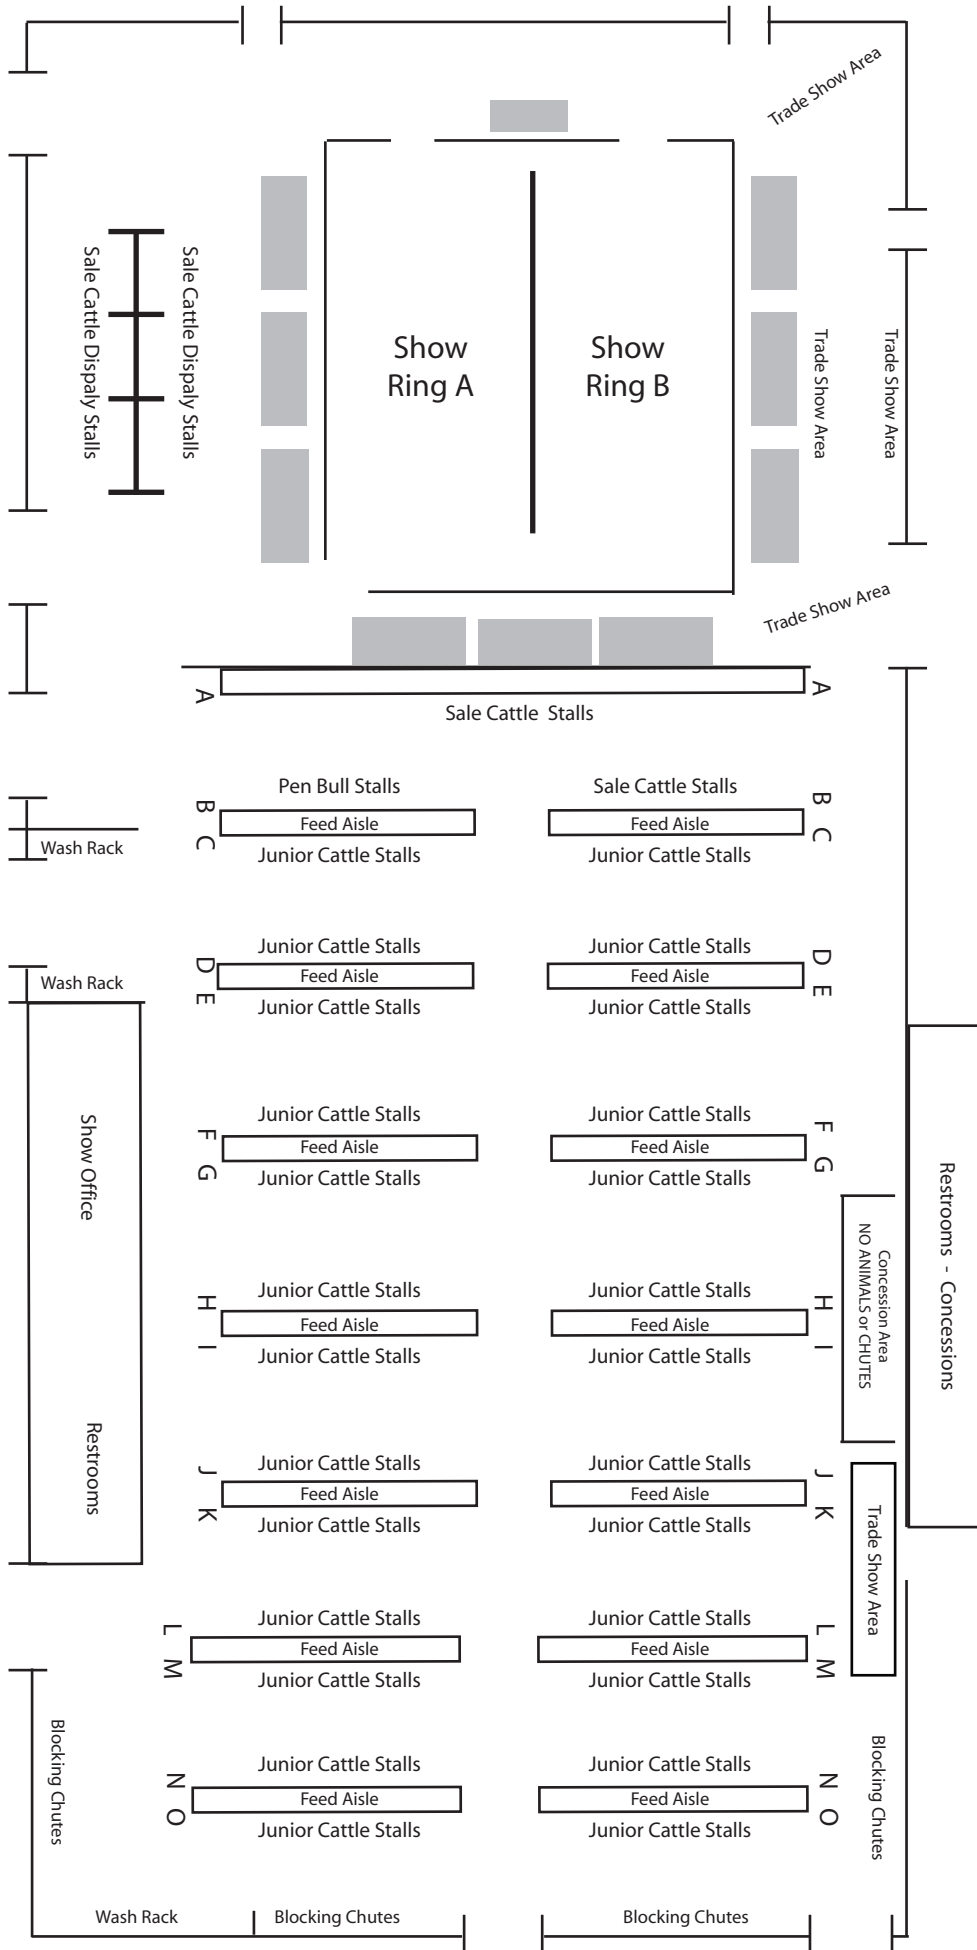 Trade Show Area
Sale Cattle Dispaly Stalls
Sale Cattle Dispaly Stalls
Show
Ring A
Show
Ring B
Trade Show Area
Trade Show Area
Trade Show Area
A
A
Sale Cattle Stalls
Pen Bull Stalls
Sale Cattle Stalls
B
Feed Aisle
Feed Aisle
B
C
Junior Cattle Stalls
Junior Cattle Stalls
C
Wash Rack
Junior Cattle Stalls
Junior Cattle Stalls
D
Feed Aisle
Feed Aisle
D
Wash Rack
E
Junior Cattle Stalls
Junior Cattle Stalls
E
Show Office
Junior Cattle Stalls
Junior Cattle Stalls
F
Feed Aisle
Feed Aisle
F
G
Junior Cattle Stalls
Junior Cattle Stalls
G
Restrooms - Concessions
Concession Area
NO ANIMALS or CHUTES
Junior Cattle Stalls
Junior Cattle Stalls
H
Feed Aisle
Feed Aisle
H
I
Junior Cattle Stalls
Junior Cattle Stalls
I
Restrooms
Junior Cattle Stalls
Junior Cattle Stalls
J
Feed Aisle
Feed Aisle
J
K
Junior Cattle Stalls
Junior Cattle Stalls
K
Trade Show Area
Junior Cattle Stalls
Junior Cattle Stalls
L
Feed Aisle
Feed Aisle
L
M
Junior Cattle Stalls
Junior Cattle Stalls
M
Blocking Chutes
Blocking Chutes
Junior Cattle Stalls
Junior Cattle Stalls
N
Feed Aisle
Feed Aisle
N
O
Junior Cattle Stalls
Junior Cattle Stalls
O
Wash Rack
Blocking Chutes
Blocking Chutes